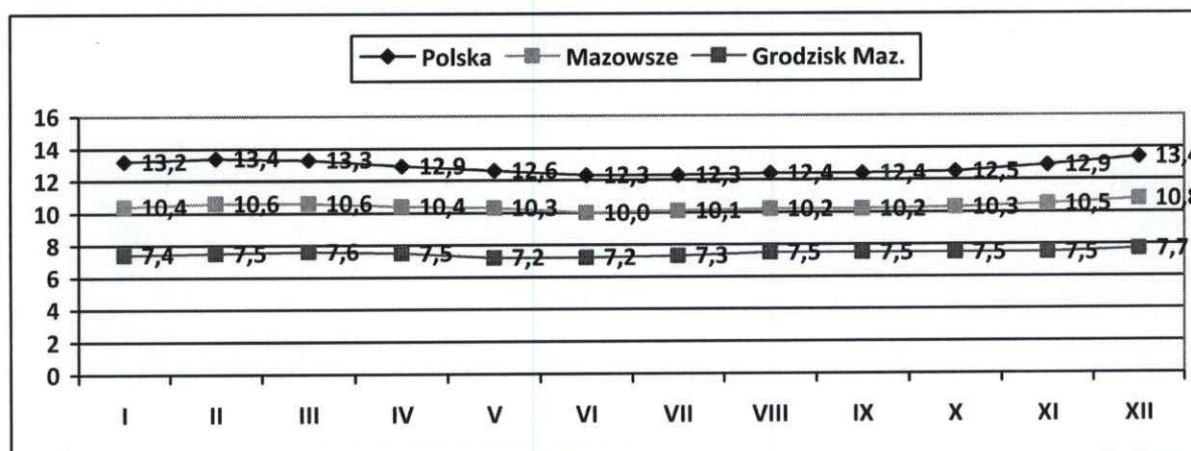 Polska Mazowsze Grodzisk Maz.
16
14
13,2 13,4 13,3 12,9 12,6 12,3 12,3 12,4 12,4 12,5 12,9 13,4
12
10,4 10,6 10,6 10,4 10,3 10,0 10,1 10,2 10,2 10,3 10,5 10,8
10
8
7,4 7,5 7,6 7,5 7,2 7,2 7,3 7,5 7,5 7,5 7,5 7,7
6
4
2
0
I II III IV V VI VII VIII IX X XI XII